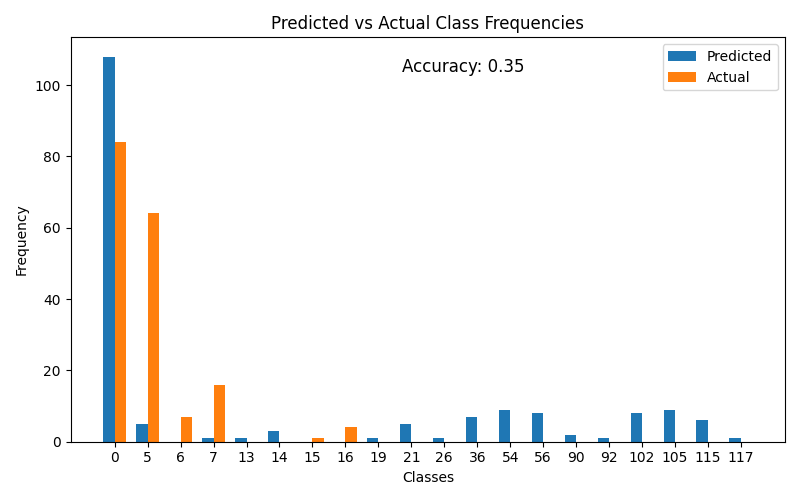 Predicted vs Actual Class Frequencies
Accuracy: 0.35
Predicted
Actual
Frequency
100
80
60
40
20
0
0 5 6 7 13 14 15 16 19 21 26 36 54 56 90 92 102 105 115 117
Classes